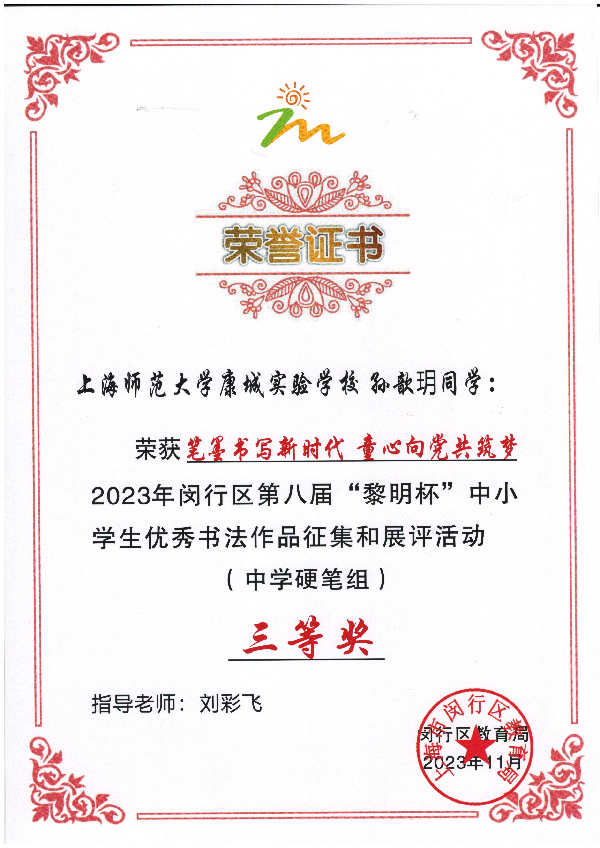 荣誉证书
上海师范大学康城实验学校 孙歆玥同学：
荣获笔墨书写新时代 童心向党共筑梦
2023年闵行区第八届“黎明杯”中小
学生优秀书法作品征集和展评活动
（中学硬笔组）
三等奖
指导老师：刘彩飞
上海市闵行区教育局
闵行区教育局
2023年11月